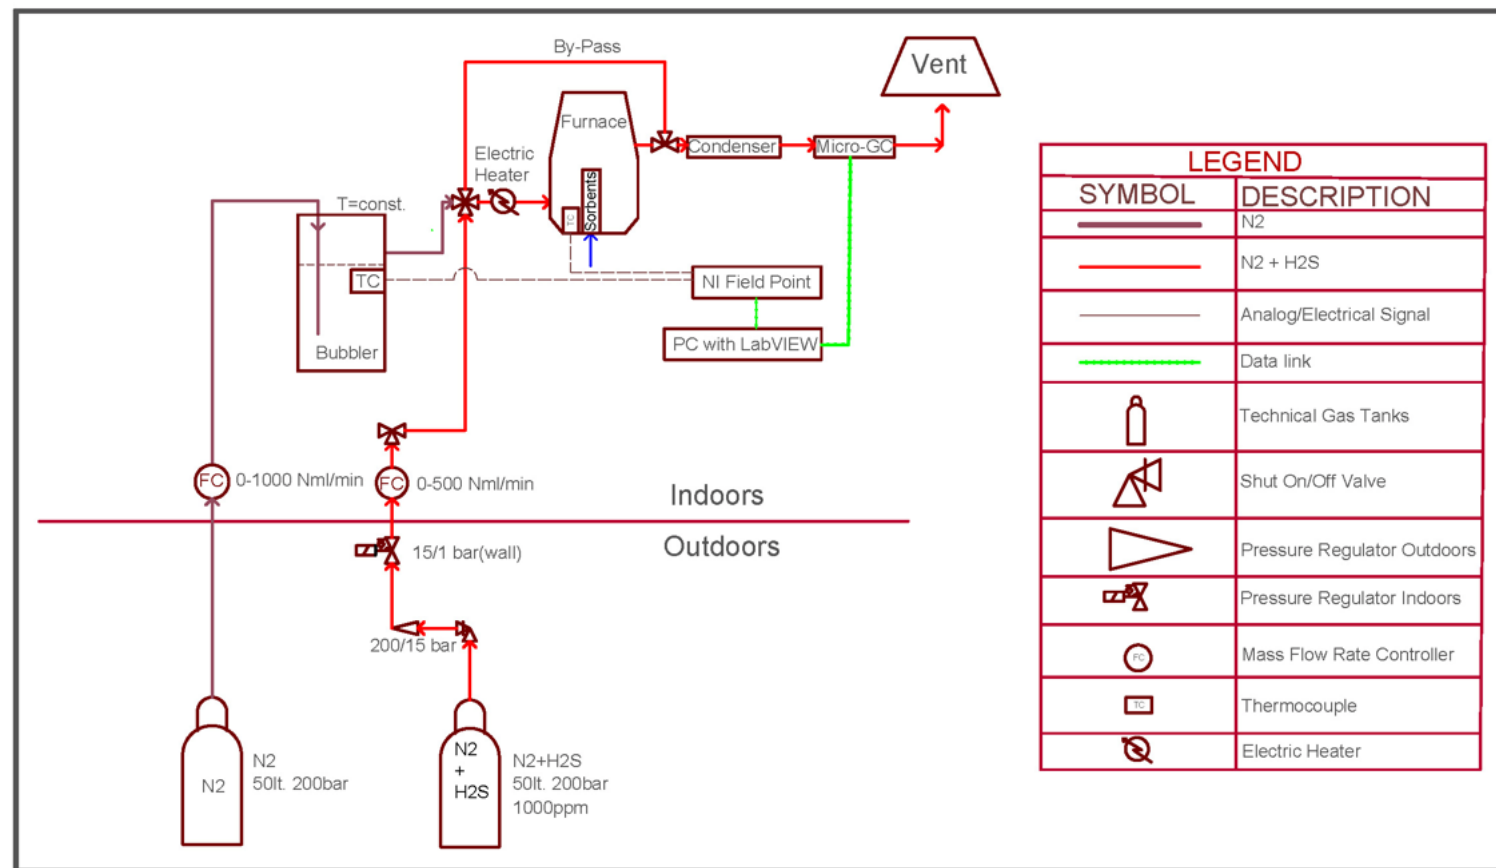 By-Pass
Vent
Furnace
Condenser
Micro-GC
Electric
Heater
T=const.
Sorbents
TC
TC
NI Field Point
PC with LabVIEW
Bubbler
FC
0-1000 Nml/min
FC
0-500 Nml/min
Indoors
Outdoors
15/1 bar(wall)
200/15 bar
N2
N2
50lt. 200bar
N2
+
H2S
N2+H2S
50lt. 200bar
1000ppm
LEGEND
SYMBOL DESCRIPTION
N2
N2 + H2S
Analog/Electrical Signal
Data link
Technical Gas Tanks
Shut On/Off Valve
Pressure Regulator Outdoors
Pressure Regulator Indoors
FC Mass Flow Rate Controller
TC Thermocouple
Electric Heater